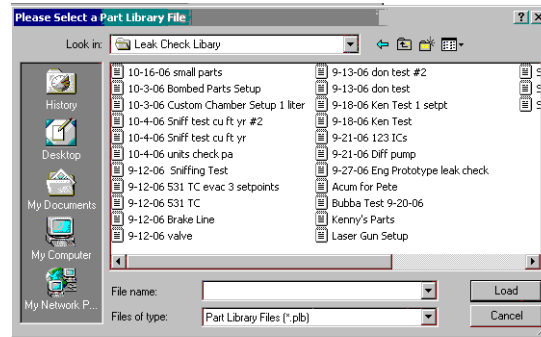 Please Select a Part Library File
Look in: Leak Check Libary
History
Desktop
My Documents
My Computer
My Network P...
10-16-06 small parts
10-3-06 Bombed Parts Setup
10-3-06 Custom Chamber Setup 1 liter
10-4-06 Sniff test cu ft yr #2
10-4-06 Sniff test cu ft yr
10-4-06 units check pa
9-12-06 Sniffing Test
9-12-06 531 TC evac 3 setpoints
9-12-06 531 TC
9-12-06 Brake Line
9-12-06 valve
9-13-06 don test #2
9-13-06 don test
9-18-06 Ken Test 1 setpt
9-18-06 Ken Test
9-21-06 123 ICs
9-21-06 Diff pump
9-27-06 Eng Prototype leak check
Acum for Pete
Bubba Test 9-20-06
Kenny's Parts
Laser Gun Setup
File name:
Load
Files of type: Part Library Files (*.plb)
Cancel